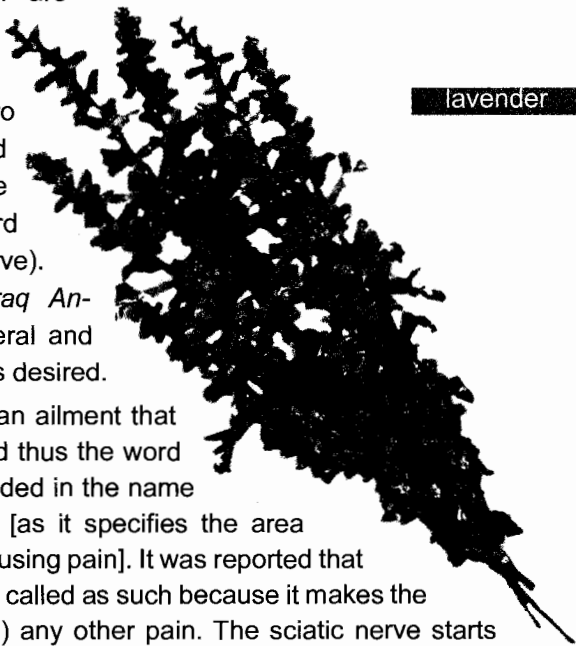 lavender
ve).
raq An-
eral and
s desired.
an ailment that
d thus the word
ded in the name
[as it specifies the area
using pain]. It was reported that
called as such because it makes the
) any other pain. The sciatic nerve starts